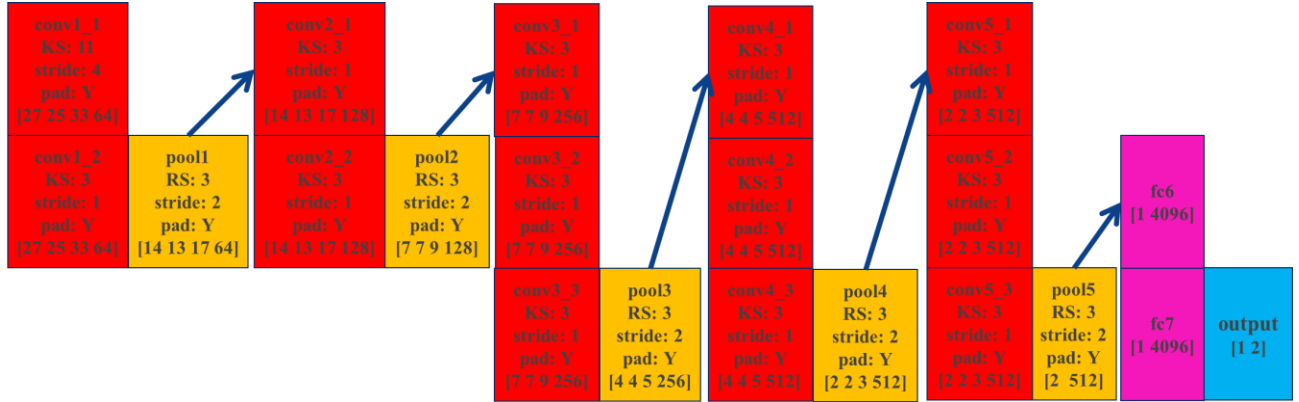 conv1_1
KS: 11
stride: 4
pad: Y
[27 25 33 64]
conv1_2
KS: 3
stride: 1
pad: Y
[27 25 33 64]
pool1
RS: 3
stride: 2
pad: Y
[14 13 17 64]
conv2_1
KS: 3
stride: 1
pad: Y
[14 13 17 128]
conv2_2
KS: 3
stride: 1
pad: Y
[14 13 17 128]
pool2
RS: 3
stride: 2
pad: Y
[7 7 9 128]
conv3_1
KS: 3
stride: 1
pad: Y
[7 7 9 256]
conv3_2
KS: 3
stride: 1
pad: Y
[7 7 9 256]
conv3_3
KS: 3
stride: 1
pad: Y
[7 7 9 256]
pool3
RS: 3
stride: 2
pad: Y
[4 4 5 256]
conv4_1
KS: 3
stride: 1
pad: Y
[4 4 5 512]
conv4_2
KS: 3
stride: 1
pad: Y
[4 4 5 512]
conv4_3
KS: 3
stride: 1
pad: Y
[4 4 5 512]
pool4
RS: 3
stride: 2
pad: Y
[2 2 3 512]
conv5_1
KS: 3
stride: 1
pad: Y
[2 2 3 512]
conv5_2
KS: 3
stride: 1
pad: Y
[2 2 3 512]
conv5_3
KS: 3
stride: 1
pad: Y
[2 2 3 512]
pool5
RS: 3
stride: 2
pad: Y
[2 512]
fc6
[1 4096]
fc7
[1 4096]
output
[1 2]